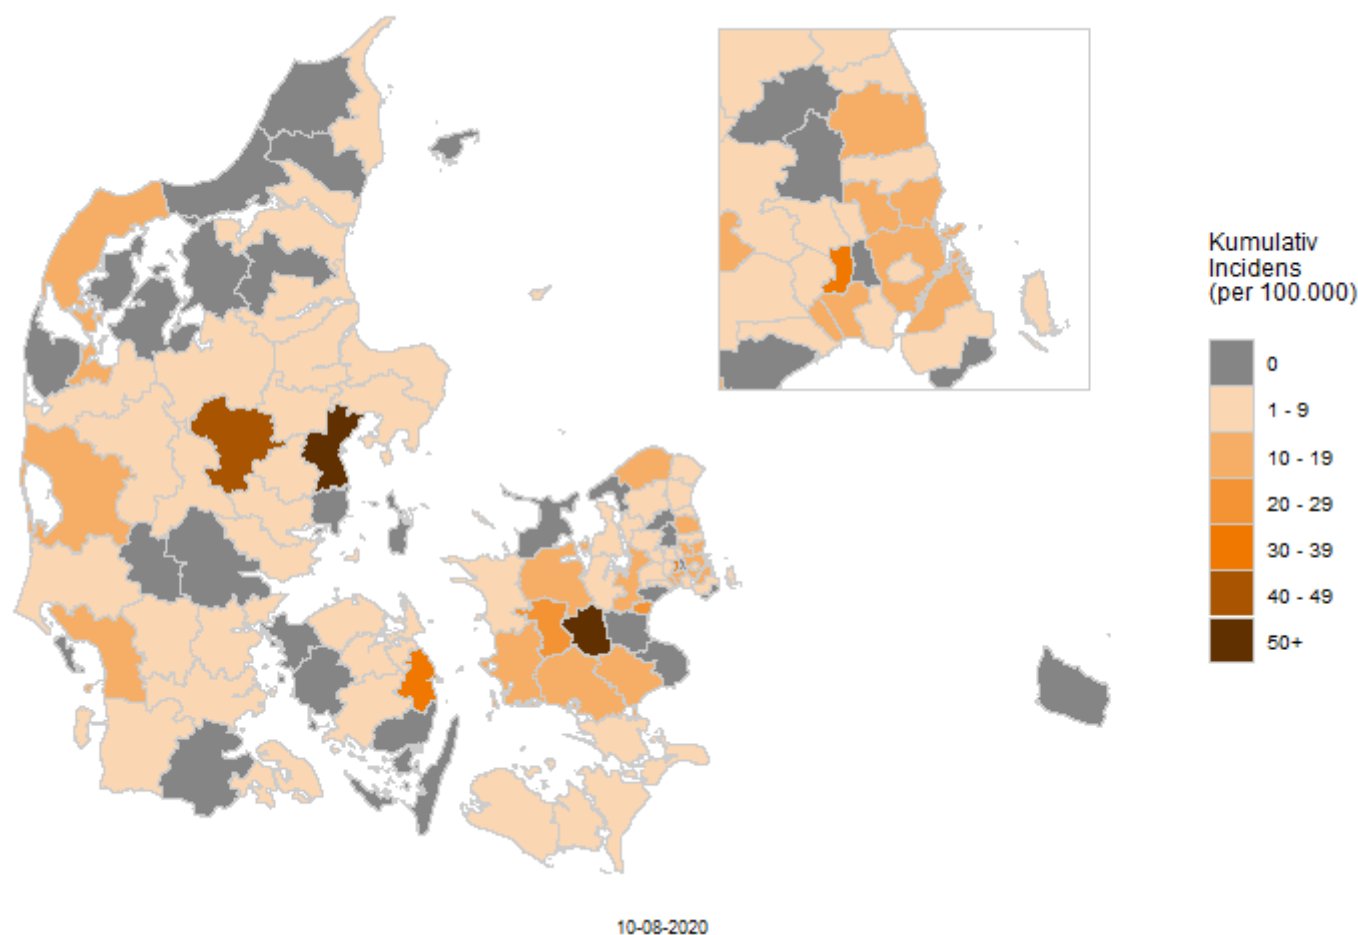 Kumulativ
Incidens
(per 100.000)
0
1 - 9
10 - 19
20 - 29
30 - 39
40 - 49
50+
10-08-2020